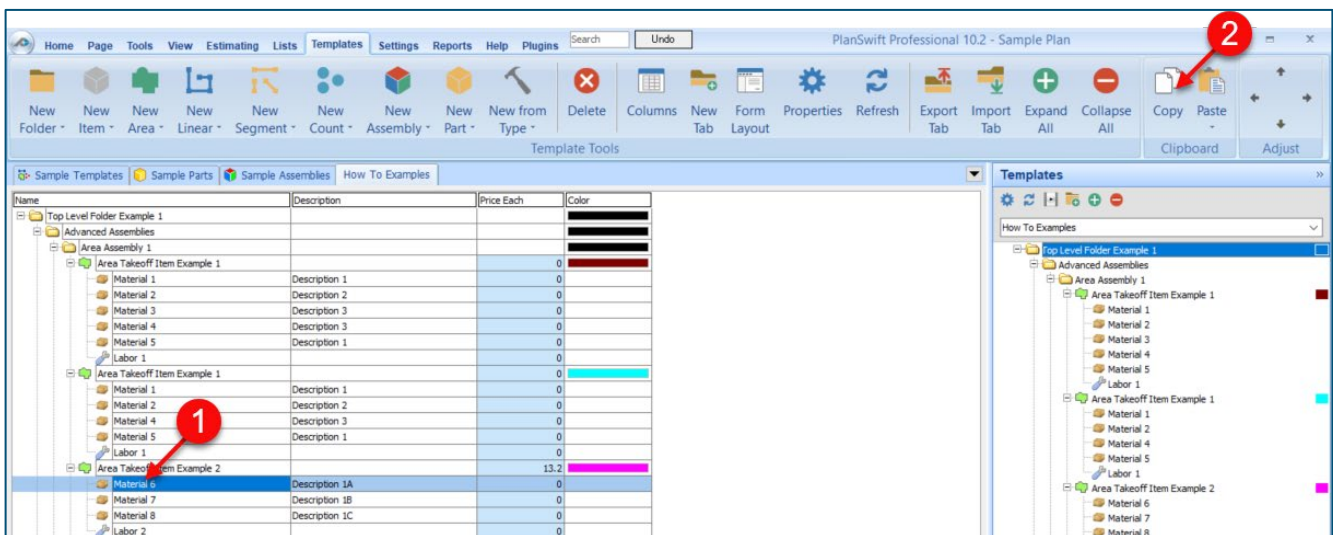 2
Home Page Tools View Estimating Lists Templates Settings Reports Help Plugins Search Undo PlanSwift Professional 10.2 - Sample Plan
New Folder
New Item
New Area
New Linear
New Segment
New Count
New Assembly
New Part
New from Type
Delete
Columns
New Tab
Form Layout
Properties
Refresh
Export Tab
Import Tab
Expand All
Collapse All
Copy
Paste
Template Tools
Clipboard
Adjust
Sample Templates Sample Parts Sample Assemblies How To Examples
Name Description Price Each Color
Top Level Folder Example 1
Advanced Assemblies
Area Assembly 1
Area Takeoff Item Example 1 0
Material 1 Description 1 0
Material 2 Description 2 0
Material 3 Description 3 0
Material 4 Description 3 0
Material 5 Description 1 0
Labor 1 0
Area Takeoff Item Example 1 0
Material 1 Description 1 0
Material 2 Description 2 0
Material 4 Description 3 0
Material 5 Description 1 0
1
Labor 1 0
Area Takeoff Item Example 2 13.2
Material 6 Description 1A 0
Material 7 Description 1B 0
Material 8 Description 1C 0
Labor 2 0
Templates
How To Examples
Top Level Folder Example 1
Advanced Assemblies
Area Assembly 1
Area Takeoff Item Example 1
Material 1
Material 2
Material 3
Material 4
Material 5
Labor 1
Area Takeoff Item Example 1
Material 1
Material 2
Material 4
Material 5
Labor 1
Area Takeoff Item Example 2
Material 6
Material 7
Material 8